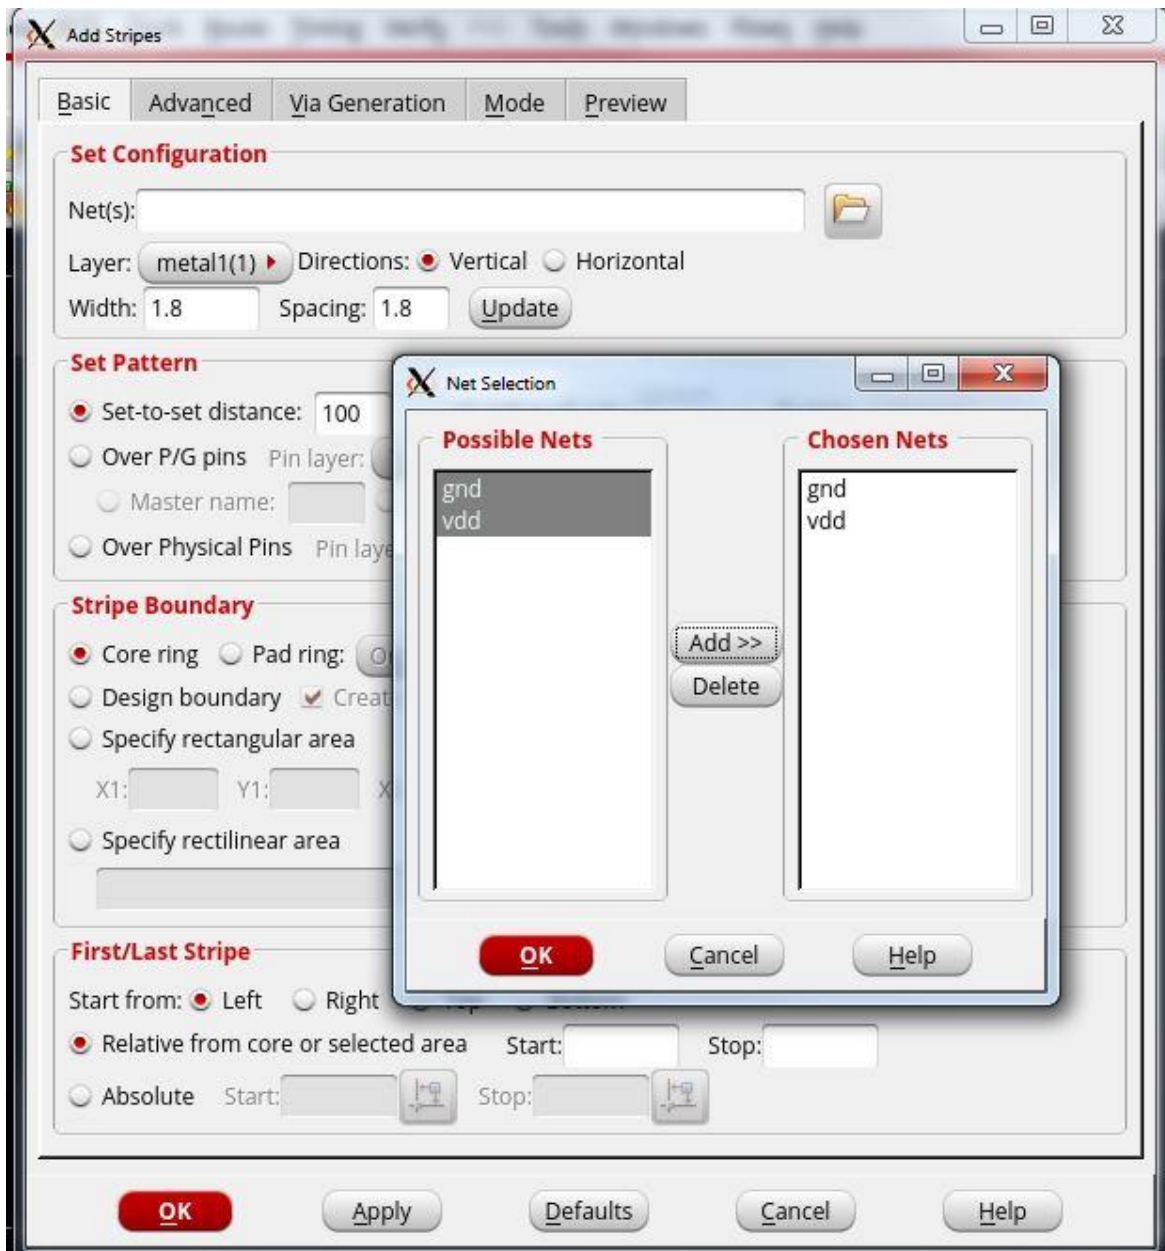 Add Stripes
Basic Advanced Via Generation Mode Preview
Set Configuration
Net(s):
Layer: metal1(1) Directions: Vertical Horizontal
Width: 1.8 Spacing: 1.8 Update
Set Pattern
Set-to-set distance: 100
Over P/G pins Pin layer:
Master name:
Over Physical Pins Pin
Stripe Boundary
Core ring Pad ring:
Design boundary
Specify rectangular area
X1: Y1:
Specify rectilinear area
First/Last Stripe
Start from: Left Right
Relative from core or selected area Start: Stop:
Absolute Start: Stop:
OK Apply Defaults Cancel Help
Net Selection
Possible Nets Chosen Nets
gnd gnd
vdd vdd
Add >>
Delete
OK Cancel Help